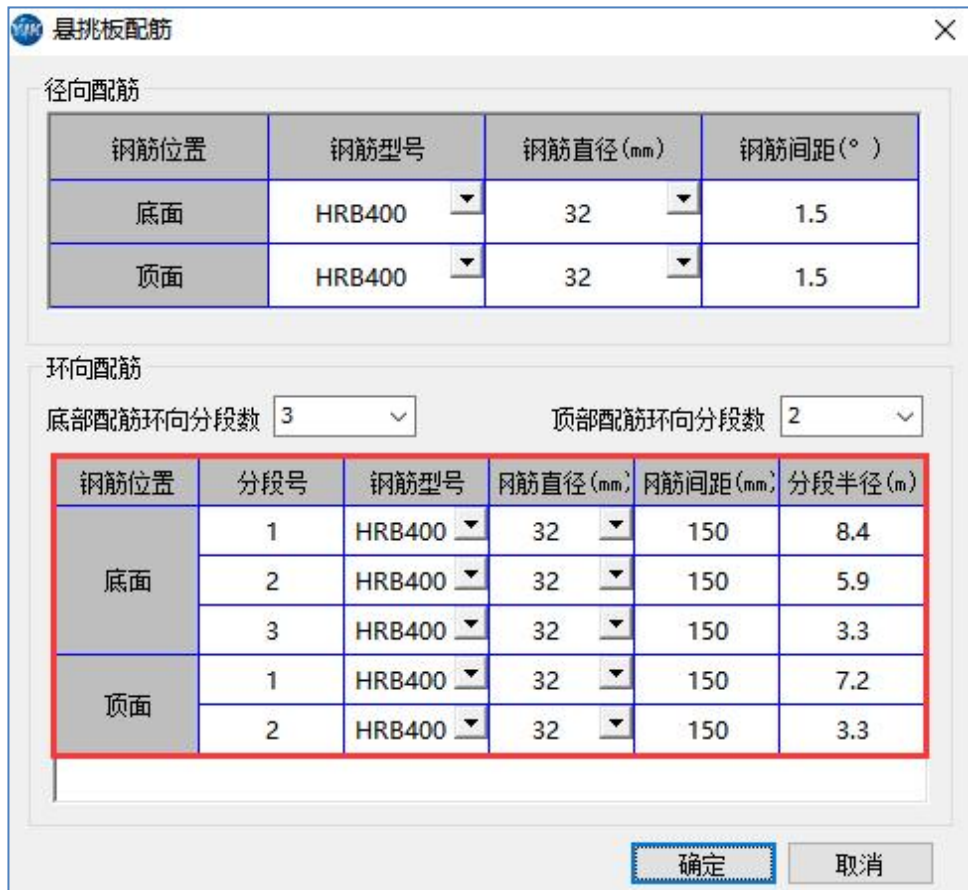 悬挑板配筋
径向配筋
钢筋位置 钢筋型号 钢筋直径(mm) 钢筋间距(° )
底面 HRB400 32 1.5
顶面 HRB400 32 1.5
环向配筋
底部配筋环向分段数 3 顶部配筋环向分段数 2
钢筋位置 分段号 钢筋型号 筋直径(mm) 筋间距(mm) 分段半径(m)
底面 1 HRB400 32 150 8.4
2 HRB400 32 150 5.9
3 HRB400 32 150 3.3
顶面 1 HRB400 32 150 7.2
2 HRB400 32 150 3.3
确定 取消